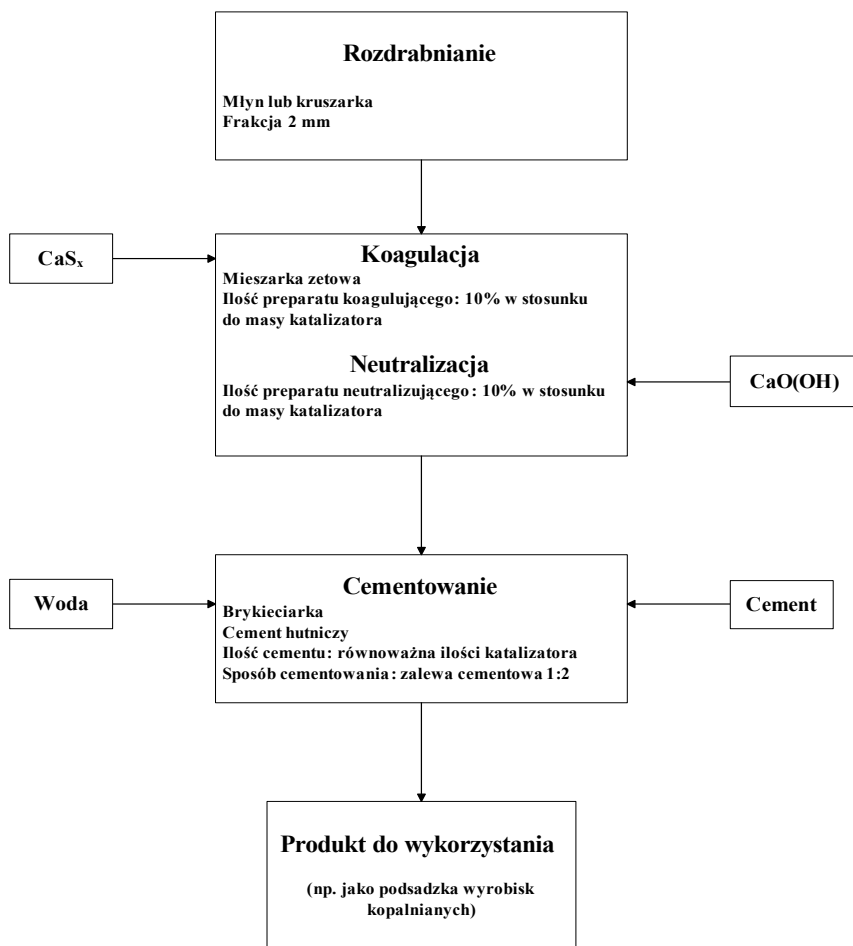 Rozdrabnianie
Młyn lub kruszarka
Frakcja 2 mm
CaSₓ
Koagulacja
Mieszarka zetowa
Ilość preparatu koagulującego: 10% w stosunku
do masy katalizatora
Neutralizacja
Ilość preparatu neutralizującego: 10% w stosunku
do masy katalizatora
CaO(OH)
Woda
Cementowanie
Brykieciarka
Cement hutniczy
Ilość cementu: równoważna ilości katalizatora
Sposób cementowania: zalewa cementowa 1:2
Cement
Produkt do wykorzystania
(np. jako podsadzka wyrobisk
kopalnianych)